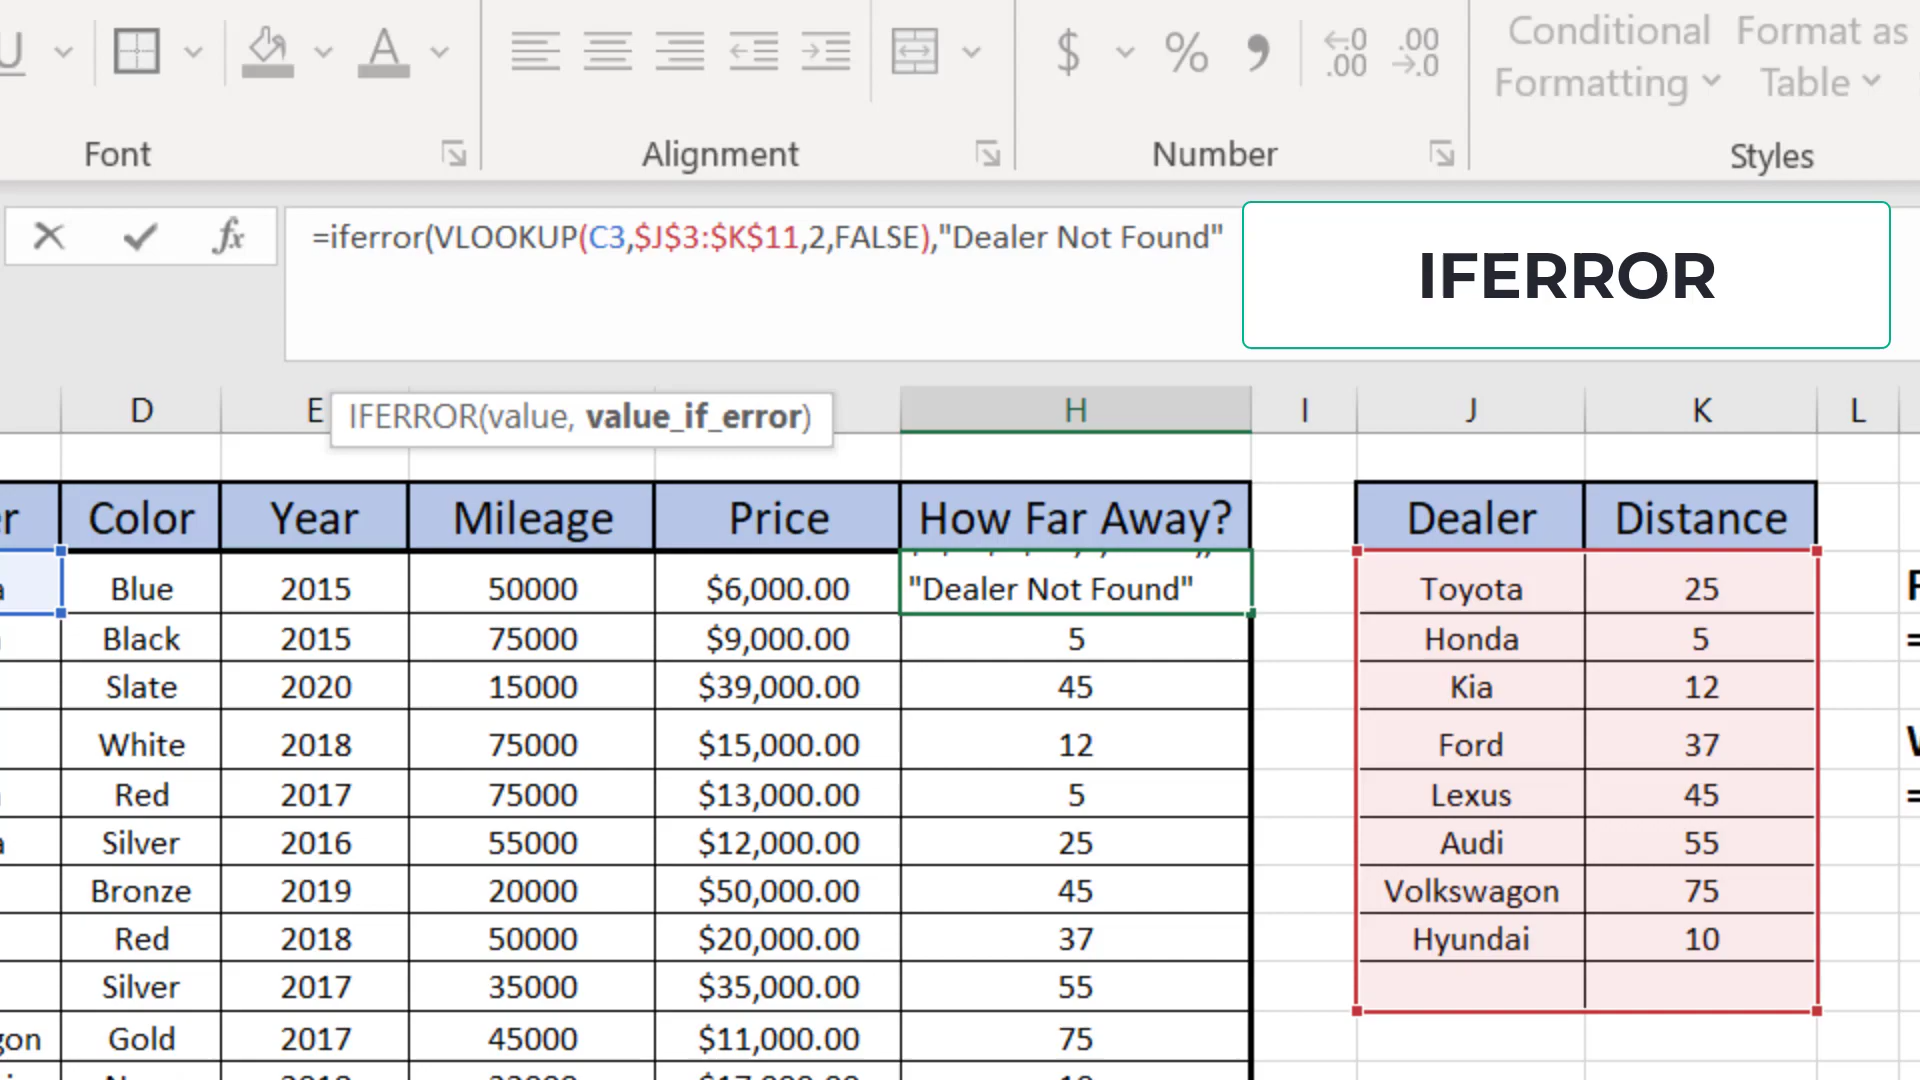 U
A
$
%
,
←.0
.00
.00
→.0
Conditional
Formatting
Format as
Table
Font
Alignment
Number
Styles
fx
=iferror(VLOOKUP(C3,$J$3:$K$11,2,FALSE),"Dealer Not Found"
IFERROR
D E H I J K L
IFERROR(value, value_if_error)
r Color Year Mileage Price How Far Away? Dealer Distance
a Blue 2015 50000 $6,000.00 "Dealer Not Found" Toyota 25
Black 2015 75000 $9,000.00 5 Honda 5 =
Slate 2020 15000 $39,000.00 45 Kia 12
White 2018 75000 $15,000.00 12 Ford 37
Red 2017 75000 $13,000.00 5 Lexus 45 =
a Silver 2016 55000 $12,000.00 25 Audi 55
Bronze 2019 20000 $50,000.00 45 Volkswagon 75
Red 2018 50000 $20,000.00 37 Hyundai 10
Silver 2017 35000 $35,000.00 55
gon Gold 2017 45000 $11,000.00 75